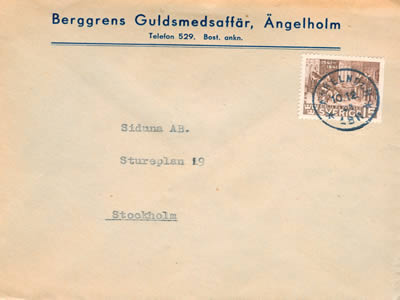 Berggrens Guldsmedsaffär, Ängelholm
Telefon 529. Bost. ankn.
Siduna AB.
Stureplan 19
Stockholm